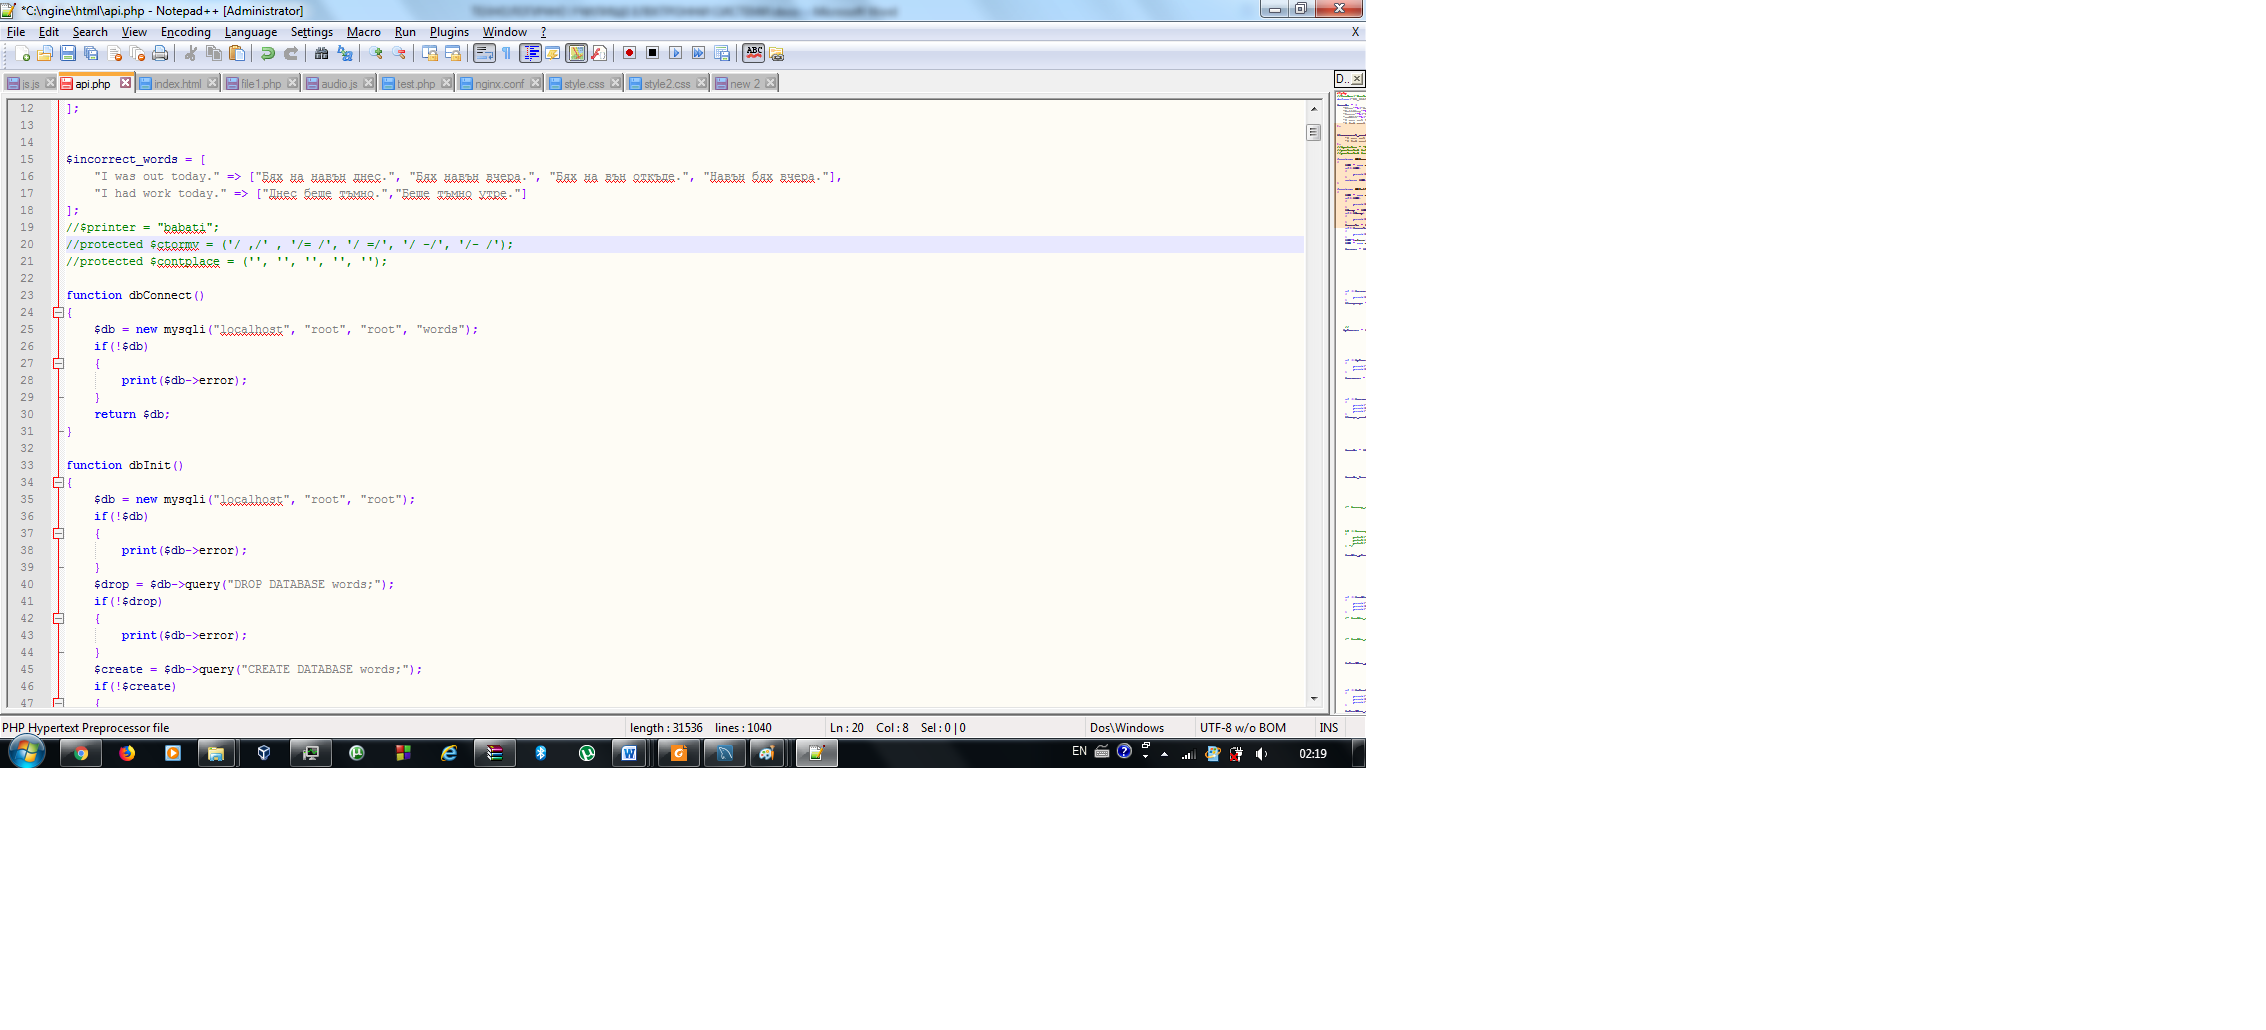 *C:\ngine\html\api.php - Notepad++ [Administrator]
File Edit Search View Encoding Language Settings Macro Run Plugins Window ? X
js.js api.php index.html file1.php audio.js test.php nginx.conf style.css style2.css new 2 D..
12 ];
13
14
15 $incorrect_words = [
16 "I was out today." => ["Бях на навън днес.", "Бях навън вчера.", "Бях на вън откъде.", "Навън бях вчера."],
17 "I had work today." => ["Днес беше тъмно.","Беше тъмно утре."]
18 ];
19 //$printer = "babati";
20 //protected $ctormv = ('/ ,/' , '/= /', '/ =/', '/ -/', '/- /');
21 //protected $contplace = ('', '', '', '', '');
22
23 function dbConnect()
24 {
25 $db = new mysqli("localhost", "root", "root", "words");
26 if(!$db)
27 {
28 print($db->error);
29 }
30 return $db;
31 }
32
33 function dbInit()
34 {
35 $db = new mysqli("localhost", "root", "root");
36 if(!$db)
37 {
38 print($db->error);
39 }
40 $drop = $db->query("DROP DATABASE words;");
41 if(!$drop)
42 {
43 print($db->error);
44 }
45 $create = $db->query("CREATE DATABASE words;");
46 if(!$create)
47 {
PHP Hypertext Preprocessor file length : 31536 lines : 1040 Ln : 20 Col : 8 Sel : 0 | 0 Dos\Windows UTF-8 w/o BOM INS
EN 02:19